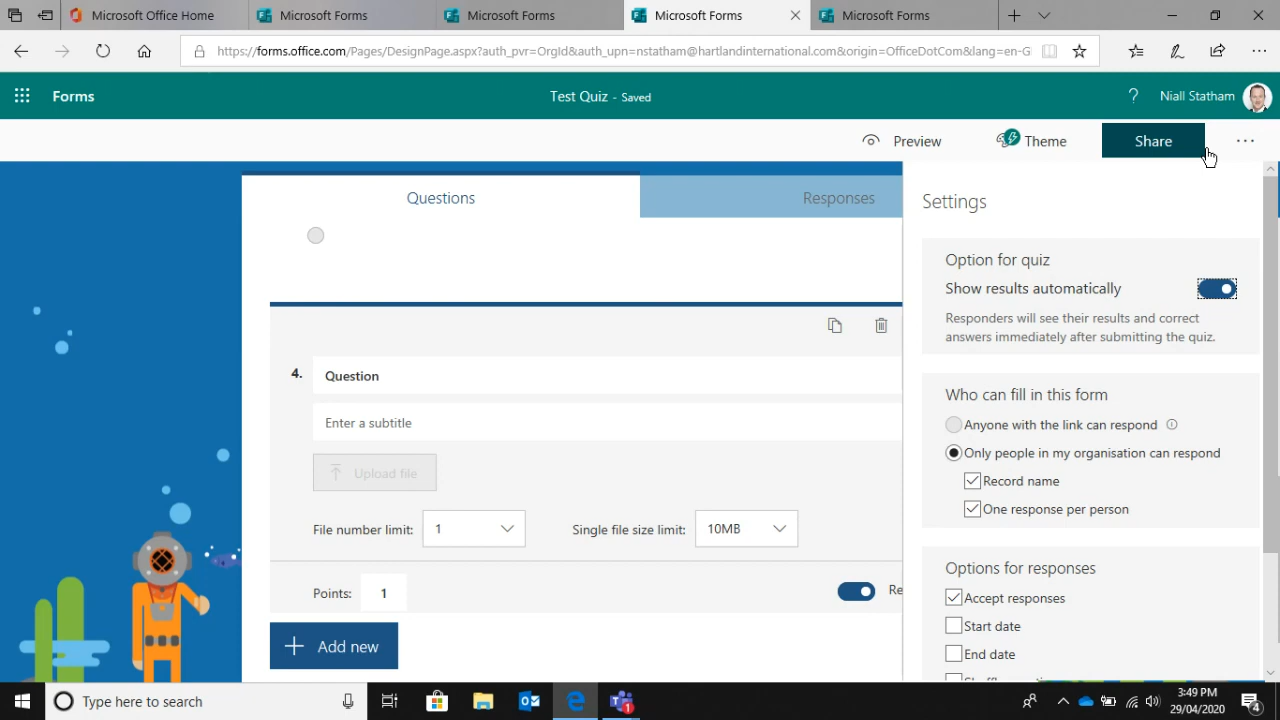 Microsoft Office Home
Microsoft Forms
Microsoft Forms
Microsoft Forms
Microsoft Forms
https://forms.office.com/Pages/DesignPage.aspx?auth_pvr=OrgId&auth_upn=nstatham@hartlandinternational.com&origin=OfficeDotCom&lang=en-G
Forms
Test Quiz - Saved
? Niall Statham
Preview
Theme
Share
Questions
Responses
Settings
Option for quiz
Show results automatically
Responders will see their results and correct
answers immediately after submitting the quiz.
4.
Question
Enter a subtitle
Upload file
File number limit: 1
Single file size limit: 10MB
Points: 1
Re
Add new
Who can fill in this form
Anyone with the link can respond
Only people in my organisation can respond
Record name
One response per person
Options for responses
Accept responses
Start date
End date
Type here to search
1
3:49 PM
29/04/2020
4